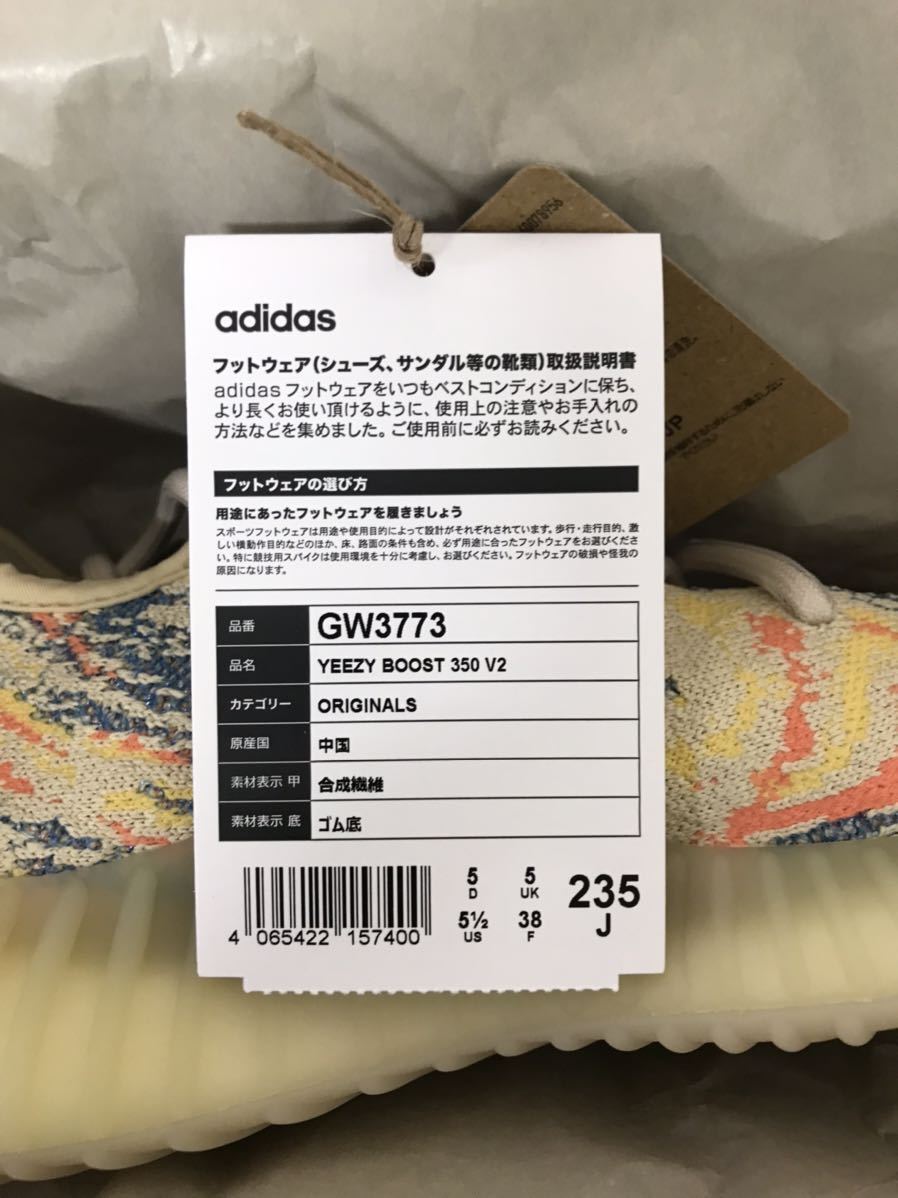 adidas
フットウェア(シューズ、サンダル等の靴類)取扱説明書
adidas フットウェアをいつもベストコンディションに保ち、
より長くお使い頂けるように、使用上の注意やお手入れの
方法などを集めました。ご使用前に必ずお読みください。
フットウェアの選び方
用途にあったフットウェアを履きましょう
スポーツフットウェアは用途や使用目的によって設計がそれぞれされています。歩行・走行目的、激
しい横動作目的などのほか、床、路面の条件も含め、必ず用途に合ったフットウェアをお選びくださ
い。特に競技用スパイクは使用環境を十分に考慮し、お選びください。フットウェアの破損や怪我の
原因になります。
品番 GW3773
品名 YEEZY BOOST 350 V2
カテゴリー ORIGINALS
原産国 中国
素材表示 甲 合成繊維
素材表示 底 ゴム底
5 D 5 UK 235 J
5½ US 38 F
4 065422 157400
JP